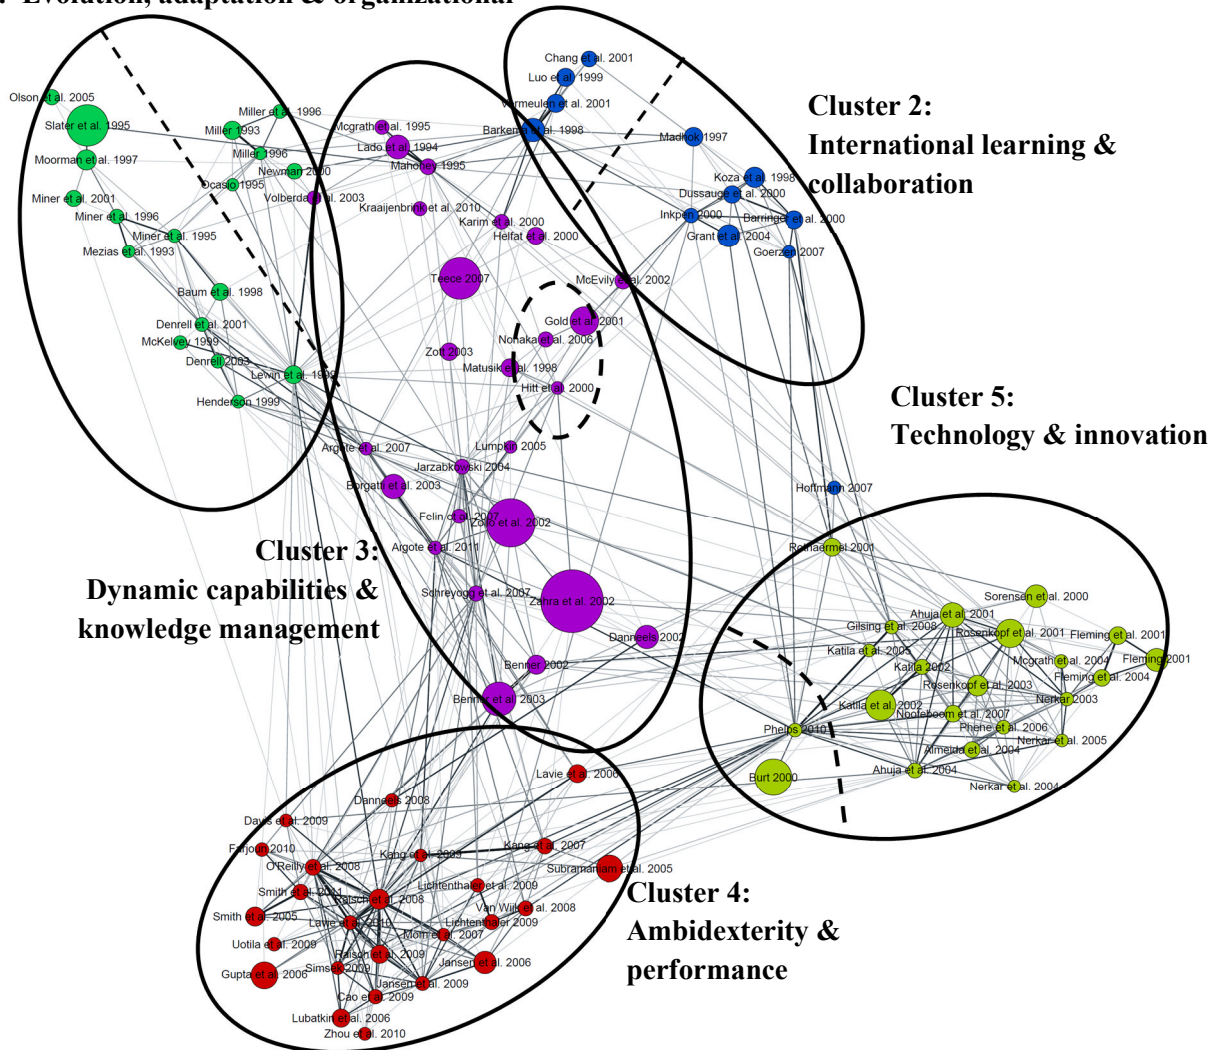 Evolution, adaptation & organizational
Chang et al. 2001
Luo et al. 1999
Vermeulen et al. 2001
Barkema et al. 1998
Madhok 1997
Koza et al. 1998
Dussauge et al. 2000
Inkpen 2000
Barringer et al. 2000
Grant et al. 2004
Goerzen 2007
Cluster 2:
International learning &
collaboration
Olson et al. 2005
Slater et al. 1995
Moorman et al. 1997
Miner et al. 2001
Miner et al. 1996
Miner et al. 1995
Mezias et al. 1993
Miller et al. 1996
Miller 1993
Miller 1996
Newman 2000
Ocasio 1995
Volberda et al. 2003
Baum et al. 1998
Denrell et al. 2001
McKelvey 1999
Denrell 2003
Lewin et al. 1999
Henderson 1999
Mcgrath et al. 1995
Lado et al. 1994
Mahoney 1995
Kraaijenbrink et al. 2010
Karim et al. 2000
Helfat et al. 2000
Teece 2007
McEvily et al. 2002
Gold et al. 2001
Nonaka et al. 2006
Zott 2003
Matusik et al. 1998
Hitt et al. 2000
Argote et al. 2007
Lumpkin 2005
Jarzabkowski 2004
Borgatti et al. 2003
Felin et al. 2007
Zollo et al. 2002
Argote et al. 2011
Schreyögg et al. 2007
Zahra et al. 2002
Danneels 2002
Benner 2002
Benner et al. 2003
Cluster 3:
Dynamic capabilities &
knowledge management
Cluster 5:
Technology & innovation
Hoffmann 2007
Rothaermel 2001
Sorensen et al. 2000
Ahuja et al. 2001
Gilsing et al. 2008
Rosenkopf et al. 2001
Fleming et al. 2001
Katila et al. 2005
Katila 2002
Mcgrath et al. 2004
Fleming 2001
Fleming et al. 2004
Rosenkopf et al. 2003
Nerkar 2003
Katila et al. 2002
Nooteboom et al. 2007
Phene et al. 2006
Phelps 2010
Nerkar et al. 2005
Almeida et al. 2004
Ahuja et al. 2004
Burt 2000
Nerkar et al. 2004
Lavie et al. 2006
Danneels 2008
Davis et al. 2009
Farjoun 2010
Kang et al. 2009
Kang et al. 2007
O'Reilly et al. 2008
Subramaniam et al. 2005
Smith et al. 2011
Raisch et al. 2008
Lichtenthaler et al. 2009
Smith et al. 2005
Lavie et al. 2010
Van Wijk et al. 2008
Lichtenthaler 2009
Mom et al. 2007
Uotila et al. 2009
Raisch et al. 2009
Jansen et al. 2006
Gupta et al. 2006
Simsek 2009
Jansen et al. 2009
Cao et al. 2009
Lubatkin et al. 2006
Zhou et al. 2010
Cluster 4:
Ambidexterity &
performance